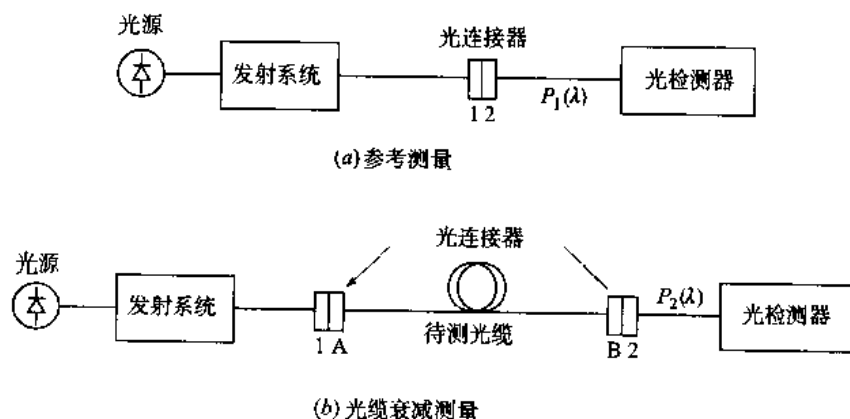 光源
发射系统
光连接器
1 2
P₁(λ)
光检测器
(a)参考测量
光源
发射系统
光连接器
1 A
待测光缆
B 2
P₂(λ)
光检测器
(b)光缆衰减测量